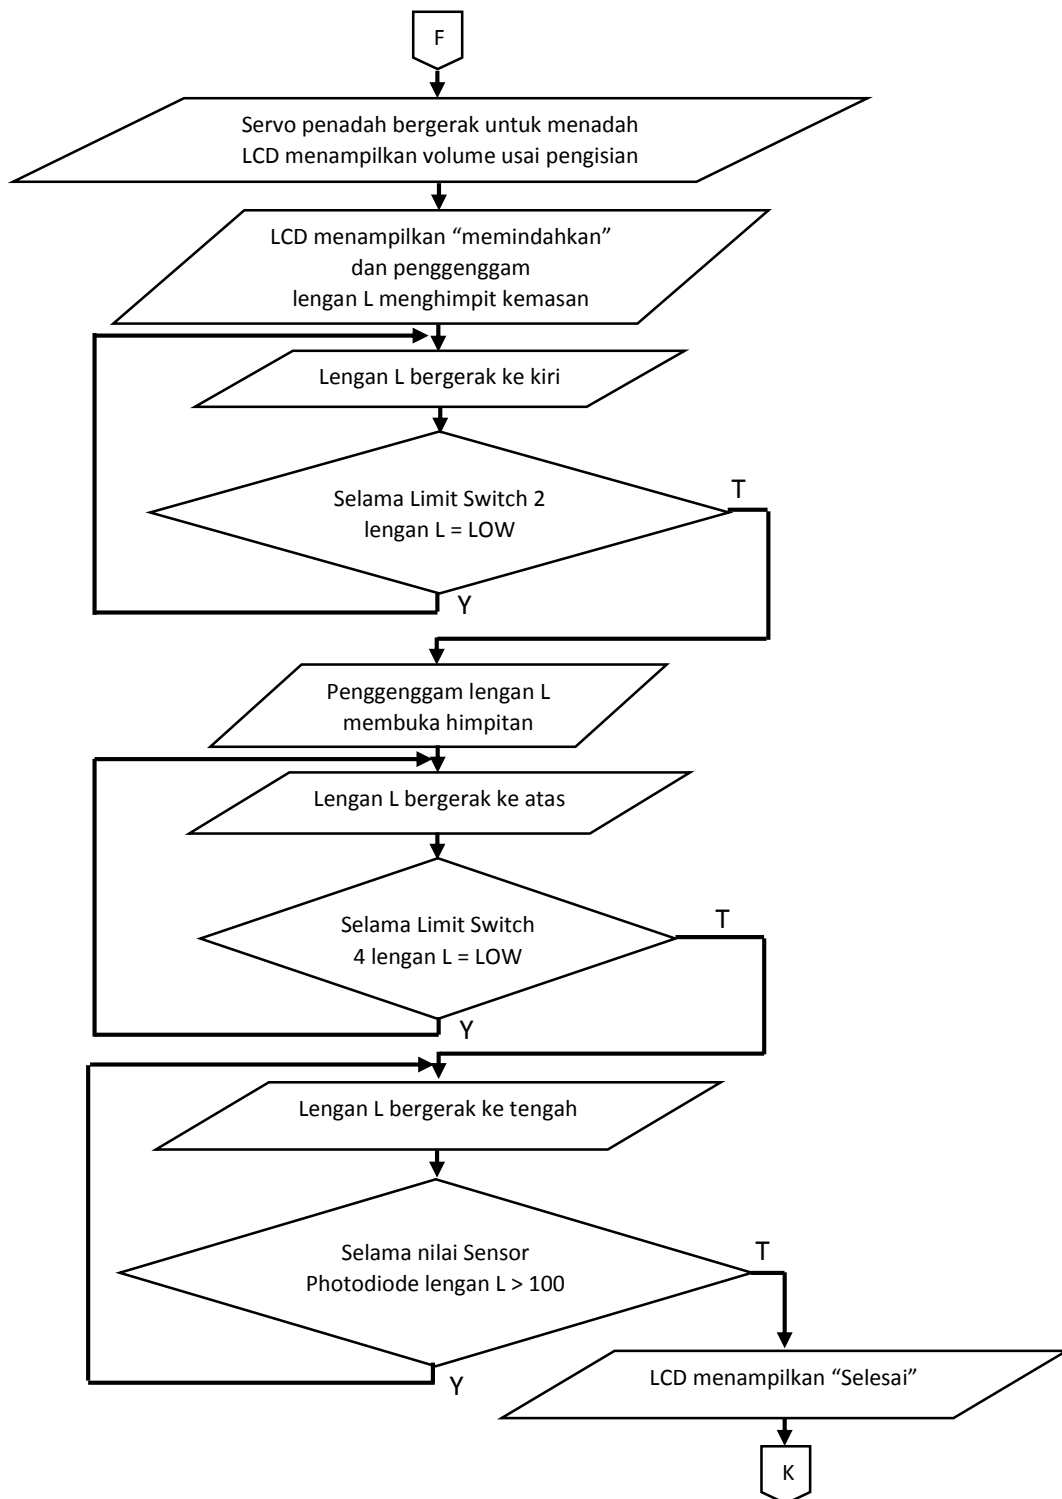 F
Servo penadah bergerak untuk menadah
LCD menampilkan volume usai pengisian
LCD menampilkan “memindahkan”
dan penggenggam
lengan L menghimpit kemasan
Lengan L bergerak ke kiri
Selama Limit Switch 2
lengan L = LOW
T
Y
Penggenggam lengan L
membuka himpitan
Lengan L bergerak ke atas
Selama Limit Switch
4 lengan L = LOW
T
Y
Lengan L bergerak ke tengah
Selama nilai Sensor
Photodiode lengan L > 100
T
Y
LCD menampilkan “Selesai”
K